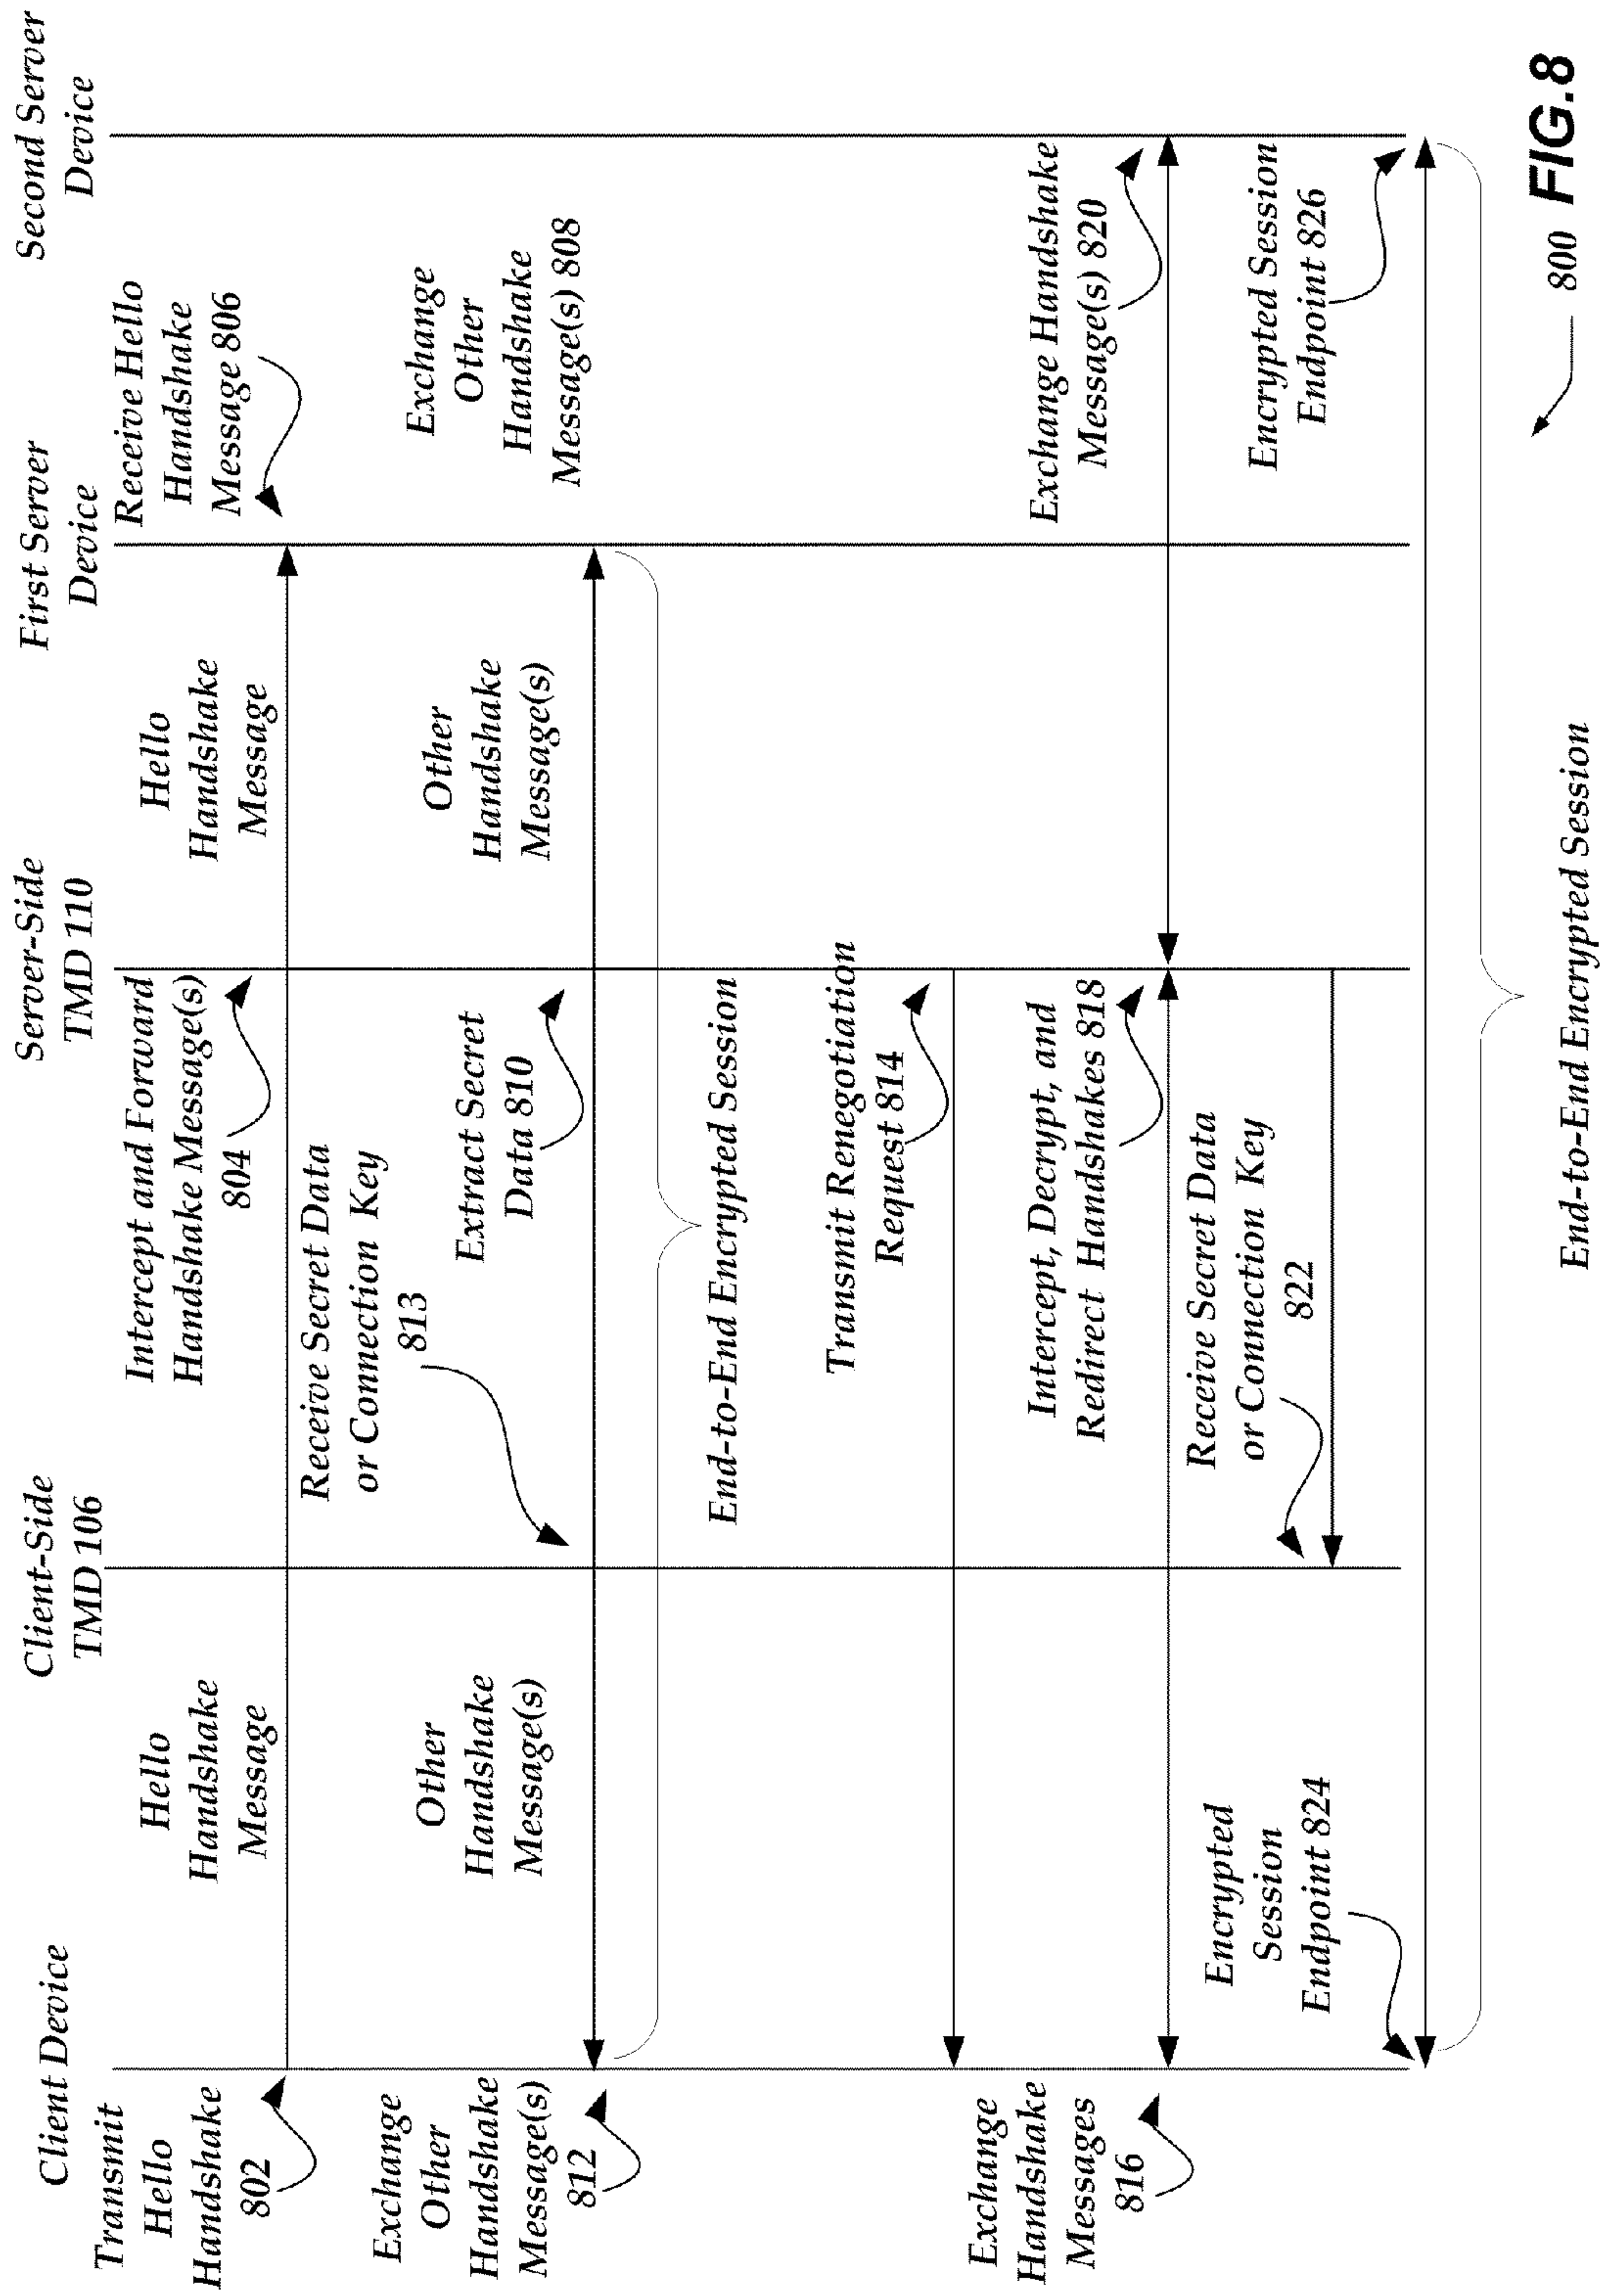 Client Device
Client-Side
TMD 106
Server-Side
TMD 110
First Server
Device
Second Server
Device
Transmit
Hello
Handshake
802
Hello
Handshake
Message
Intercept and Forward
Handshake Message(s)
804
Hello
Handshake
Message
Receive Hello
Handshake
Message 806
Receive Secret Data
or Connection Key
813
Exchange
Other
Handshake
Message(s)
812
Other
Handshake
Message(s)
Extract Secret
Data 810
Other
Handshake
Message(s)
Exchange
Other
Handshake
Message(s) 808
End-to-End Encrypted Session
Transmit Renegotiation
Request 814
Exchange
Handshake
Messages
816
Intercept, Decrypt, and
Redirect Handshakes 818
Exchange Handshake
Message(s) 820
Receive Secret Data
or Connection Key
822
Encrypted
Session
Endpoint 824
Encrypted Session
Endpoint 826
End-to-End Encrypted Session
800 FIG.8